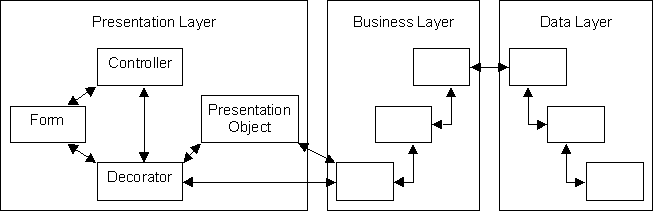 Presentation Layer
Business Layer
Data Layer
Controller
Presentation
Object
Form
Decorator